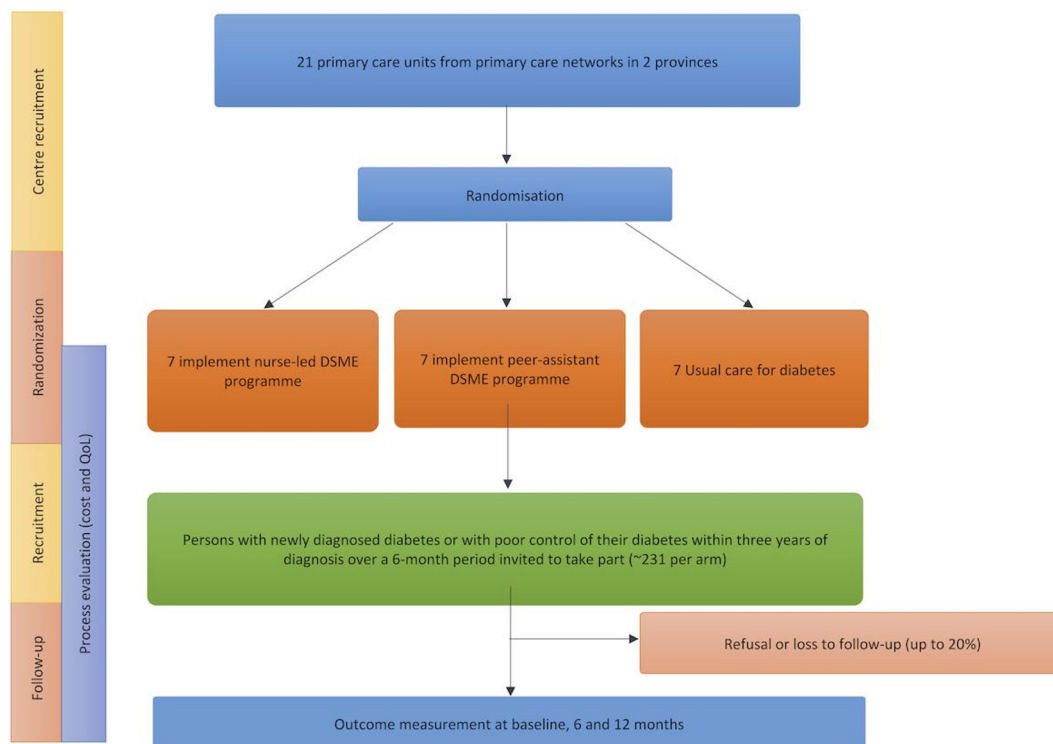 Centre recruitment
Randomization
Recruitment
Follow-up
Process evaluation (cost and QoL)
21 primary care units from primary care networks in 2 provinces
Randomisation
7 implement nurse-led DSME
programme
7 implement peer-assistant
DSME programme
7 Usual care for diabetes
Persons with newly diagnosed diabetes or with poor control of their diabetes within three years of
diagnosis over a 6-month period invited to take part (~231 per arm)
Refusal or loss to follow-up (up to 20%)
Outcome measurement at baseline, 6 and 12 months